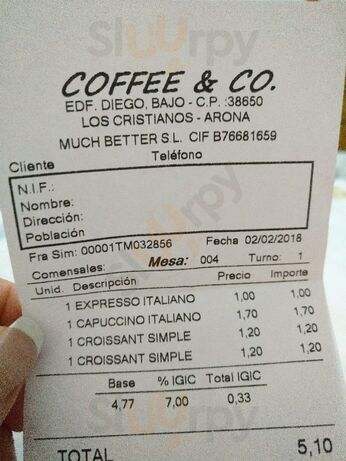 COFFEE & CO.
EDF. DIEGO, BAJO - C.P. :38650
LOS CRISTIANOS - ARONA
MUCH BETTER S.L. CIF B76681659
Cliente Teléfono
N.I.F.:
Nombre:
Dirección:
Población
Fra Sim: 00001TM032856 Fecha 02/02/2018
Comensales: Mesa: 004 Turno: 1
Unid. Descripción Precio Importe
1 EXPRESSO ITALIANO 1,00 1,00
1 CAPUCCINO ITALIANO 1,70 1,70
1 CROISSANT SIMPLE 1,20 1,20
1 CROISSANT SIMPLE 1,20 1,20
Base % IGIC Total IGIC
4,77 7,00 0,33
TOTAL 5,10
Sluurpy
Sluurpy
Sluurpy